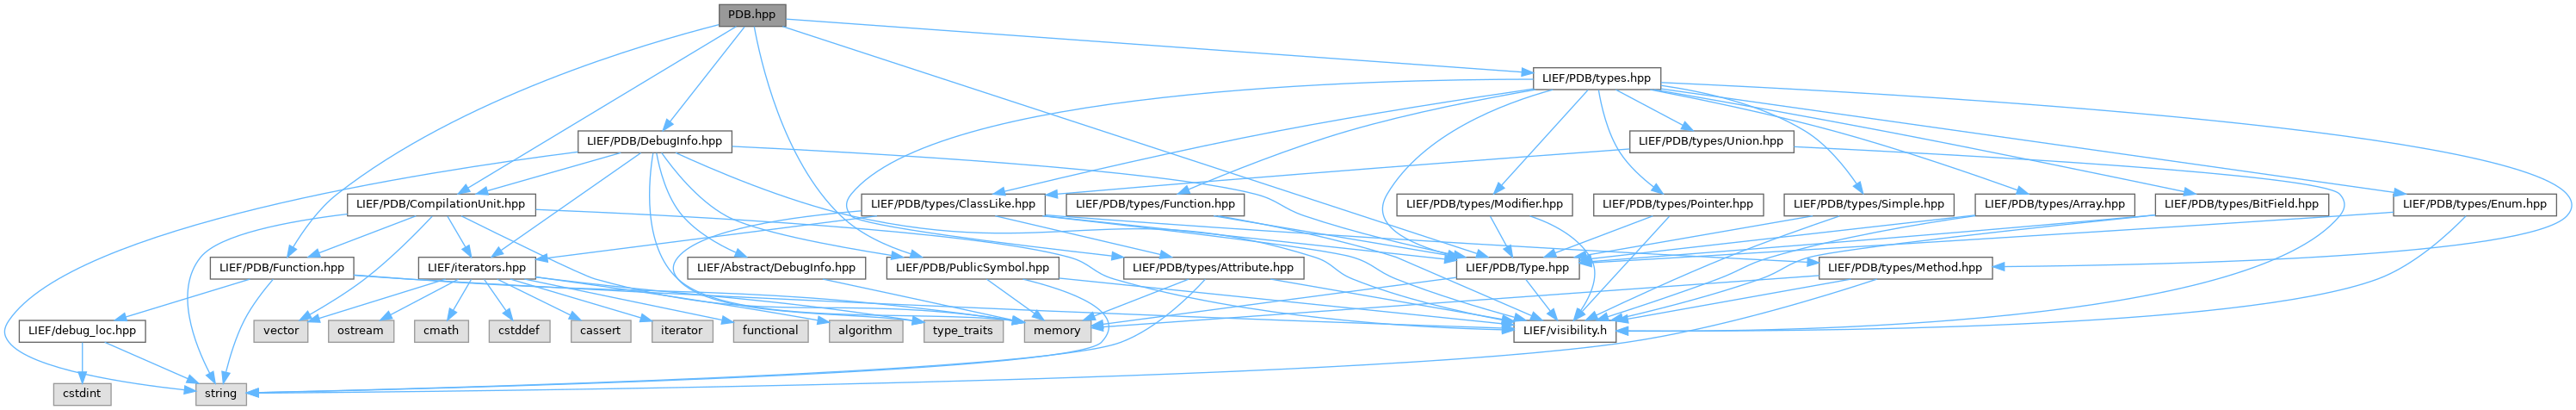 PDB.hpp
LIEF/PDB/types.hpp
LIEF/PDB/DebugInfo.hpp
LIEF/PDB/types/Union.hpp
LIEF/PDB/CompilationUnit.hpp
LIEF/PDB/types/ClassLike.hpp
LIEF/PDB/types/Function.hpp
LIEF/PDB/types/Modifier.hpp
LIEF/PDB/types/Pointer.hpp
LIEF/PDB/types/Simple.hpp
LIEF/PDB/types/Array.hpp
LIEF/PDB/types/BitField.hpp
LIEF/PDB/types/Enum.hpp
LIEF/PDB/Function.hpp
LIEF/iterators.hpp
LIEF/Abstract/DebugInfo.hpp
LIEF/PDB/PublicSymbol.hpp
LIEF/PDB/types/Attribute.hpp
LIEF/PDB/Type.hpp
LIEF/PDB/types/Method.hpp
LIEF/debug_loc.hpp
vector
ostream
cmath
cstddef
cassert
iterator
functional
algorithm
type_traits
memory
LIEF/visibility.h
cstdint
string